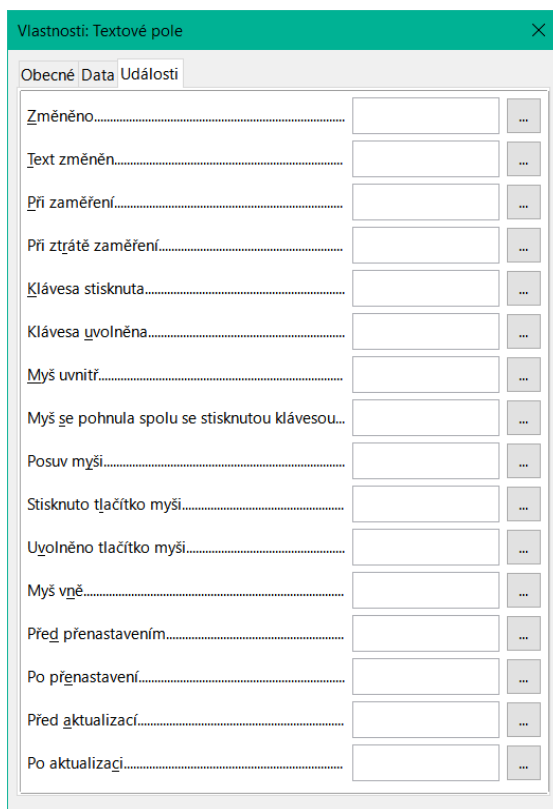 Vlastnosti: Textové pole
Obecné Data Události
Změněno................................................................ ...
Text změněn................................................................ ...
Při zaměření................................................................ ...
Při ztrátě zaměření................................................................ ...
Klávesa stisknuta................................................................ ...
Klávesa uvolněna................................................................ ...
Myš uvnitř................................................................ ...
Myš se pohnula spolu se stisknutou klávesou... ...
Posuv myši................................................................ ...
Stisknuto tlačítko myši................................................................ ...
Uvolněno tlačítko myši................................................................ ...
Myš vně................................................................ ...
Před přenastavením................................................................ ...
Po přenastavení................................................................ ...
Před aktualizací................................................................ ...
Po aktualizaci................................................................ ...